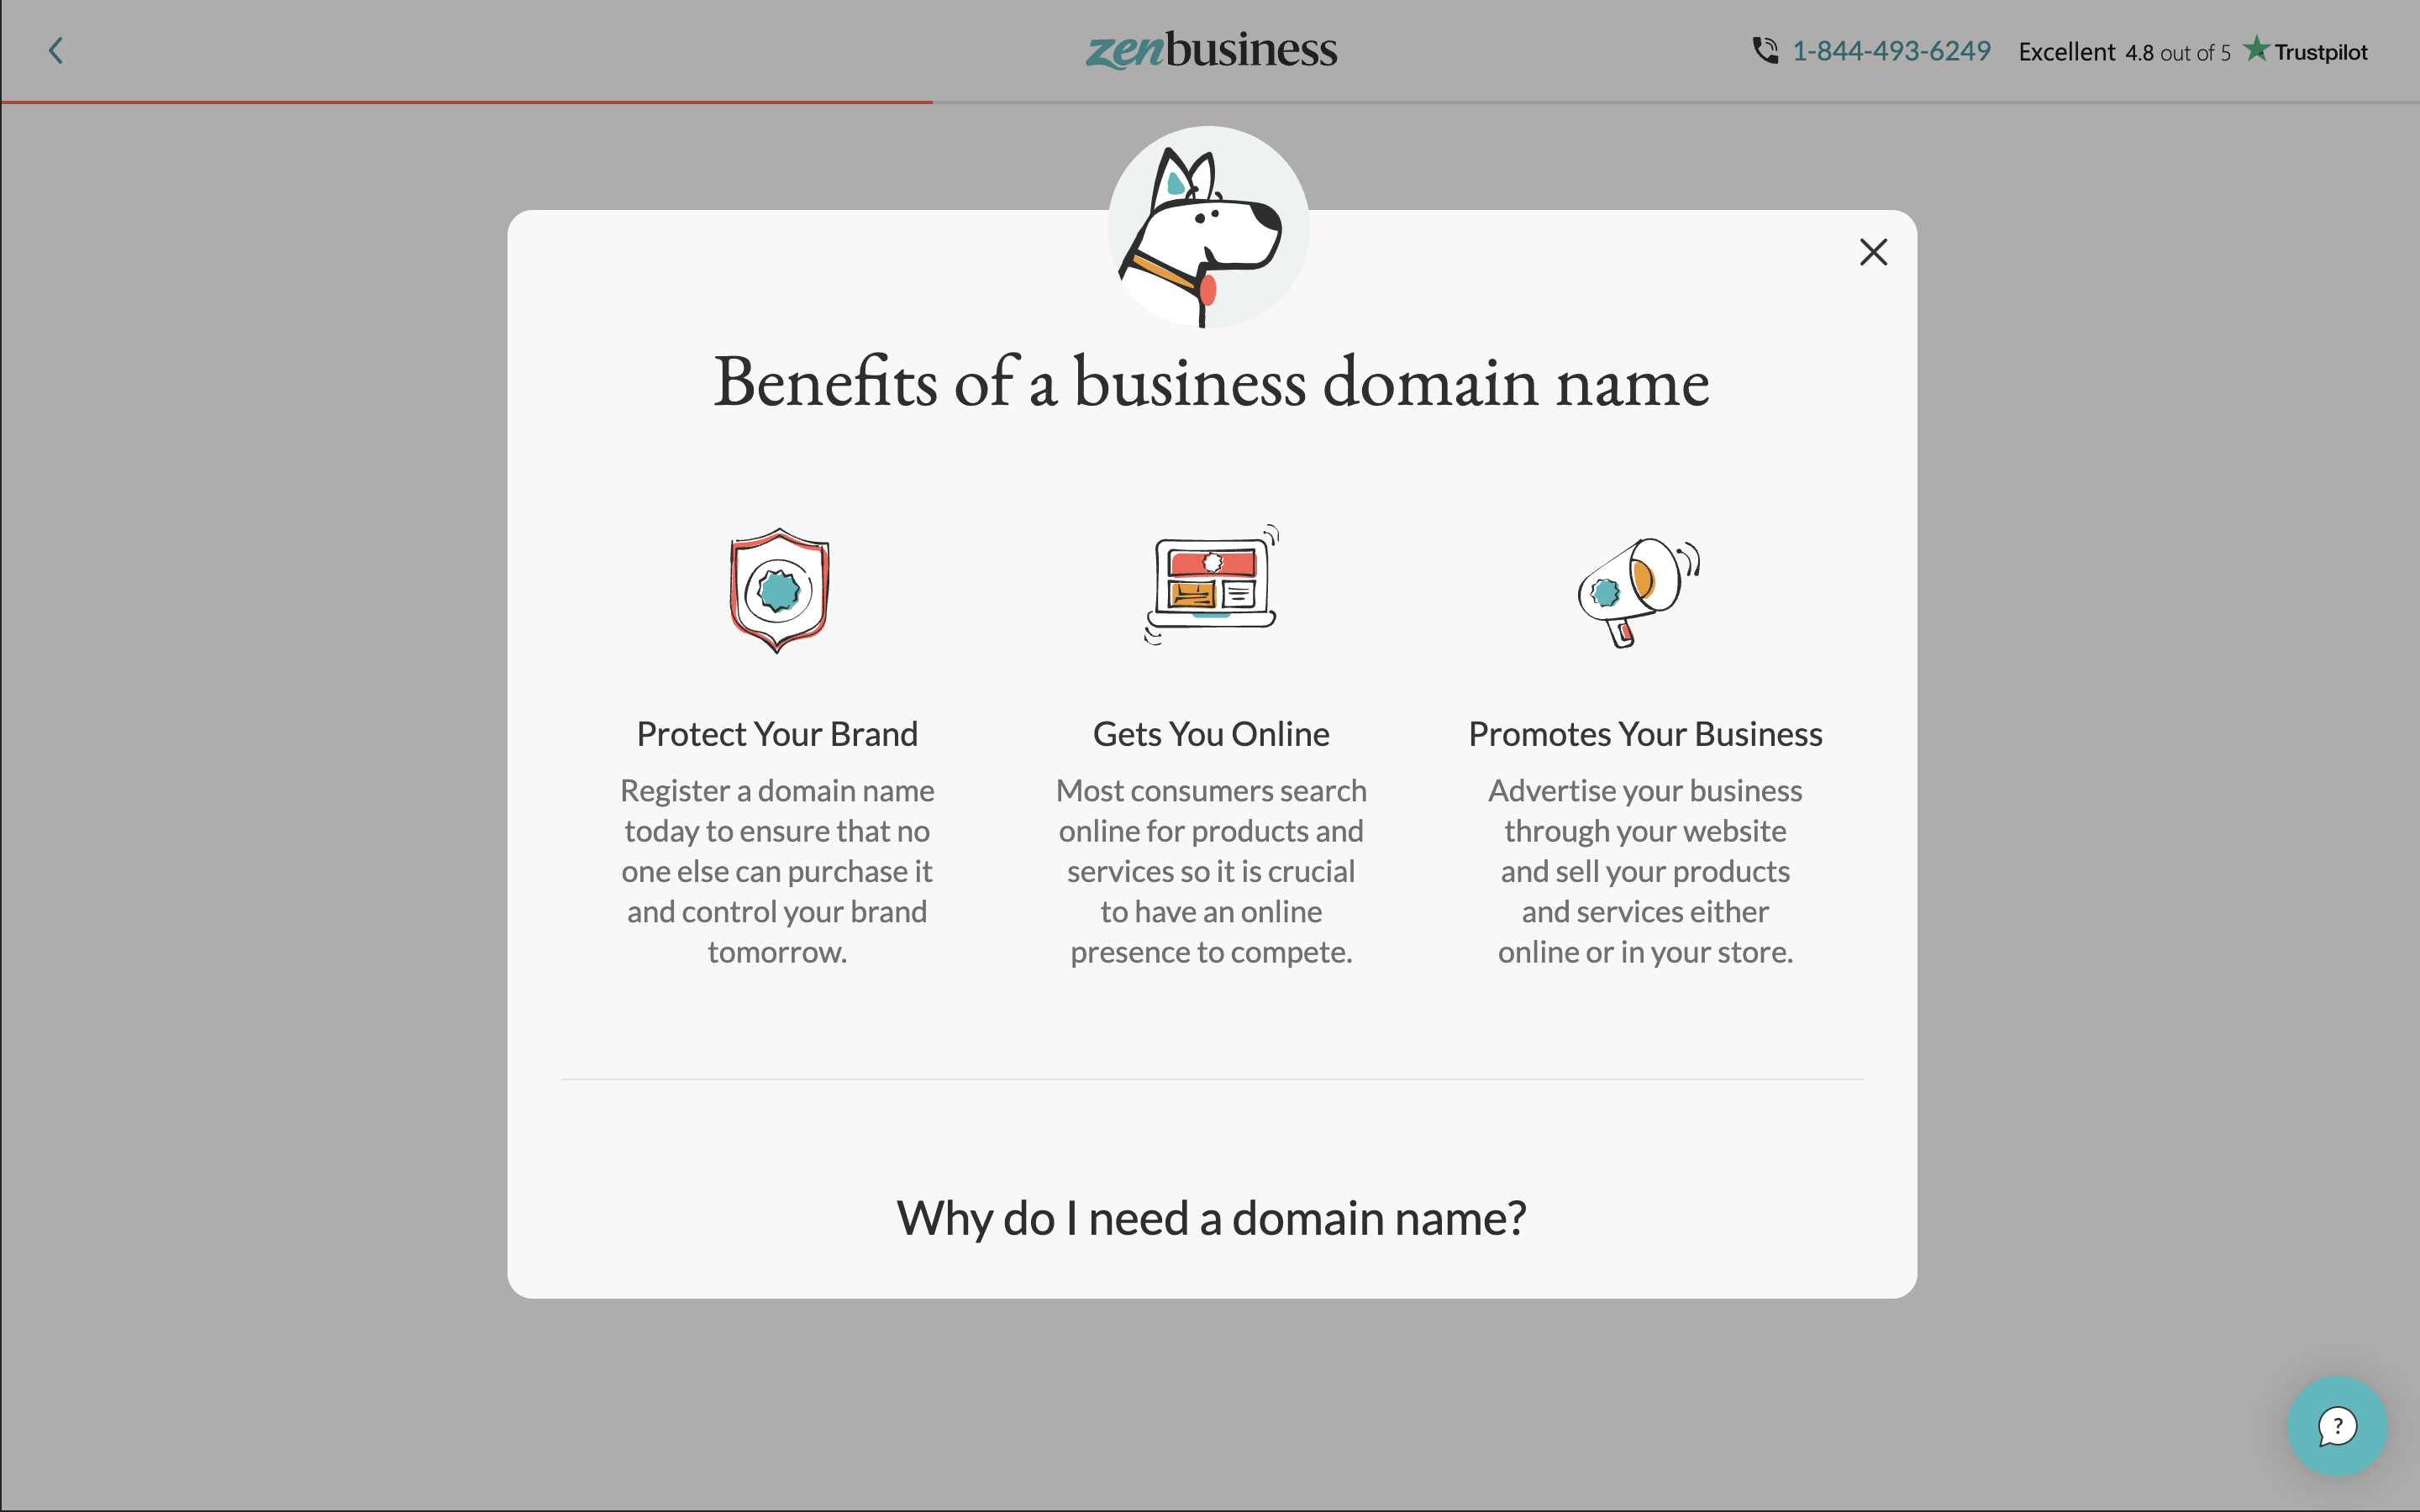 zenbusiness
1-844-493-6249
Excellent 4.8 out of 5 Trustpilot
Benefits of a business domain name
Protect Your Brand
Register a domain name
today to ensure that no
one else can purchase it
and control your brand
tomorrow.
Gets You Online
Most consumers search
online for products and
services so it is crucial
to have an online
presence to compete.
Promotes Your Business
Advertise your business
through your website
and sell your products
and services either
online or in your store.
Why do I need a domain name?
?